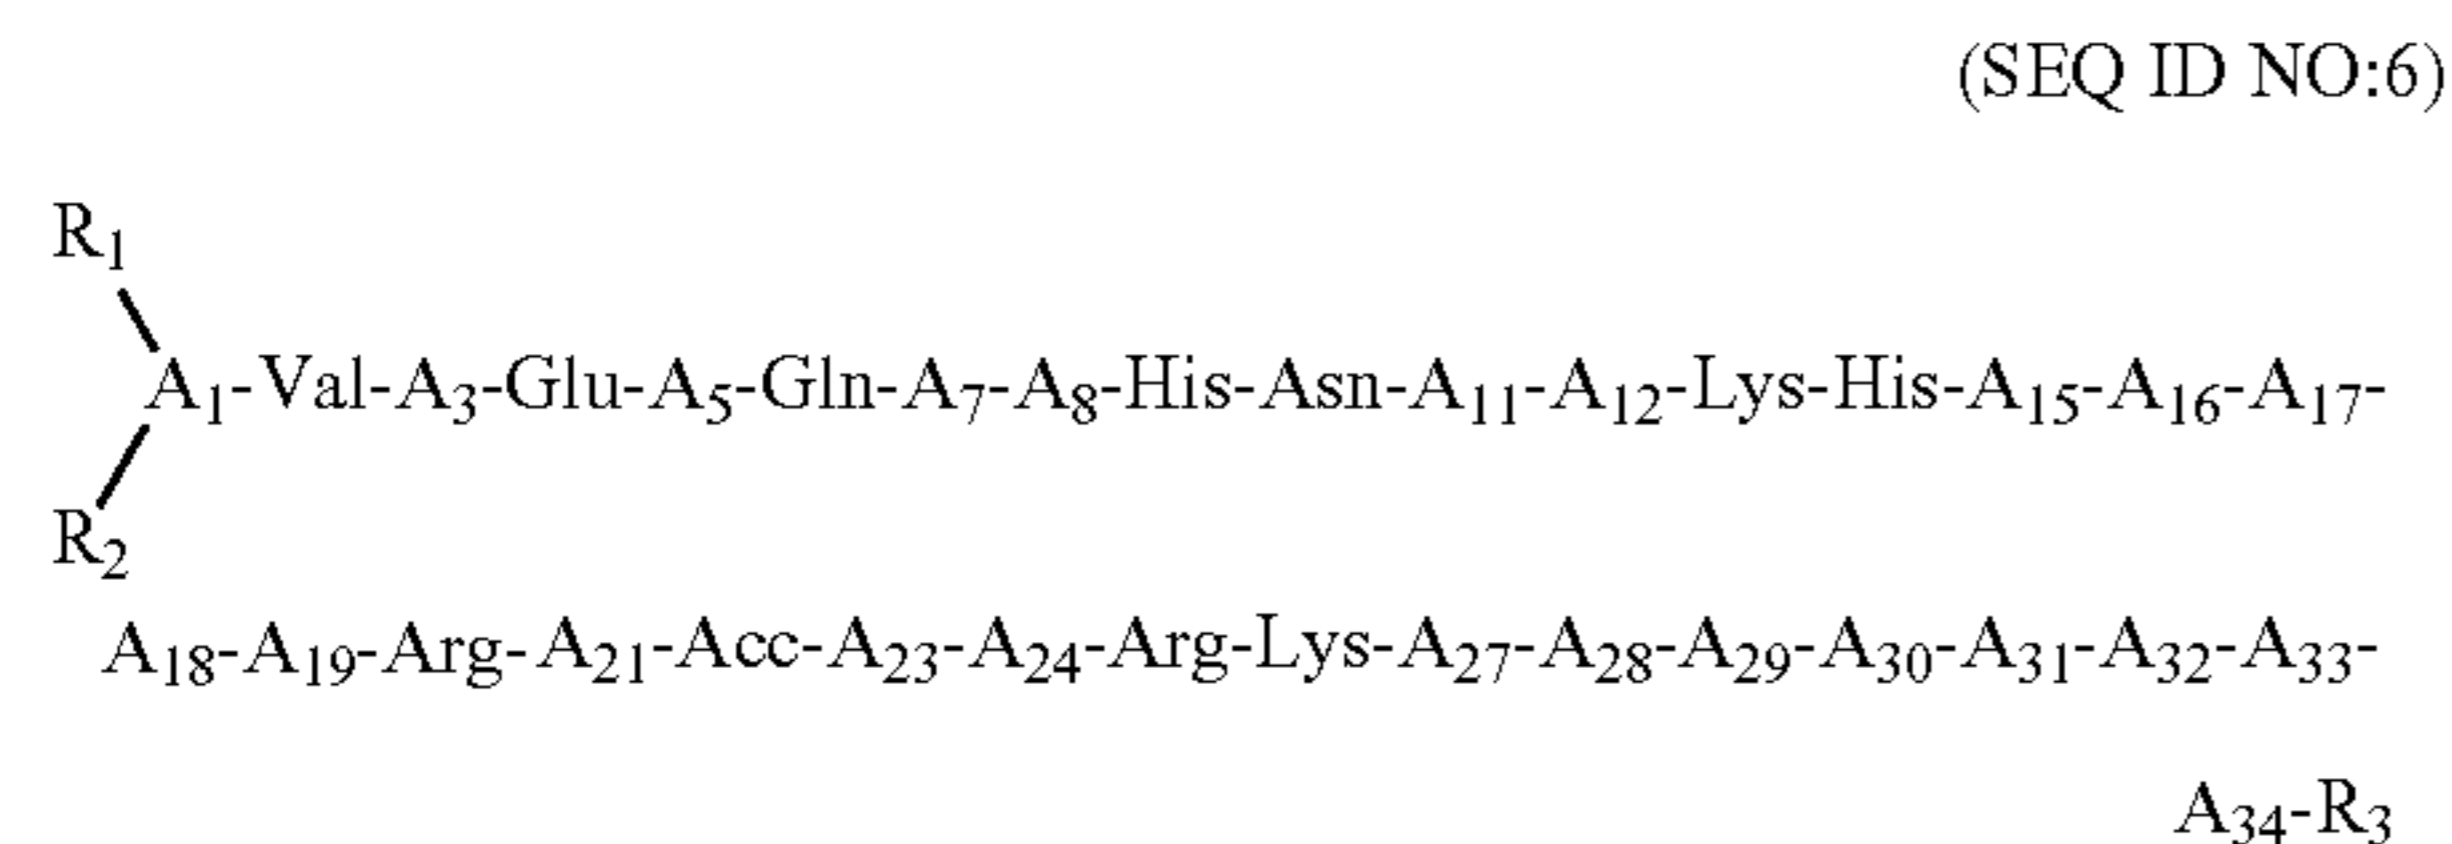 (SEQ ID NO:6)
R₁
A₁-Val-A₃-Glu-A₅-Gln-A₇-A₈-His-Asn-A₁₁-A₁₂-Lys-His-A₁₅-A₁₆-A₁₇-
R₂
A₁₈-A₁₉-Arg-A₂₁-Acc-A₂₃-A₂₄-Arg-Lys-A₂₇-A₂₈-A₂₉-A₃₀-A₃₁-A₃₂-A₃₃-
A₃₄-R₃